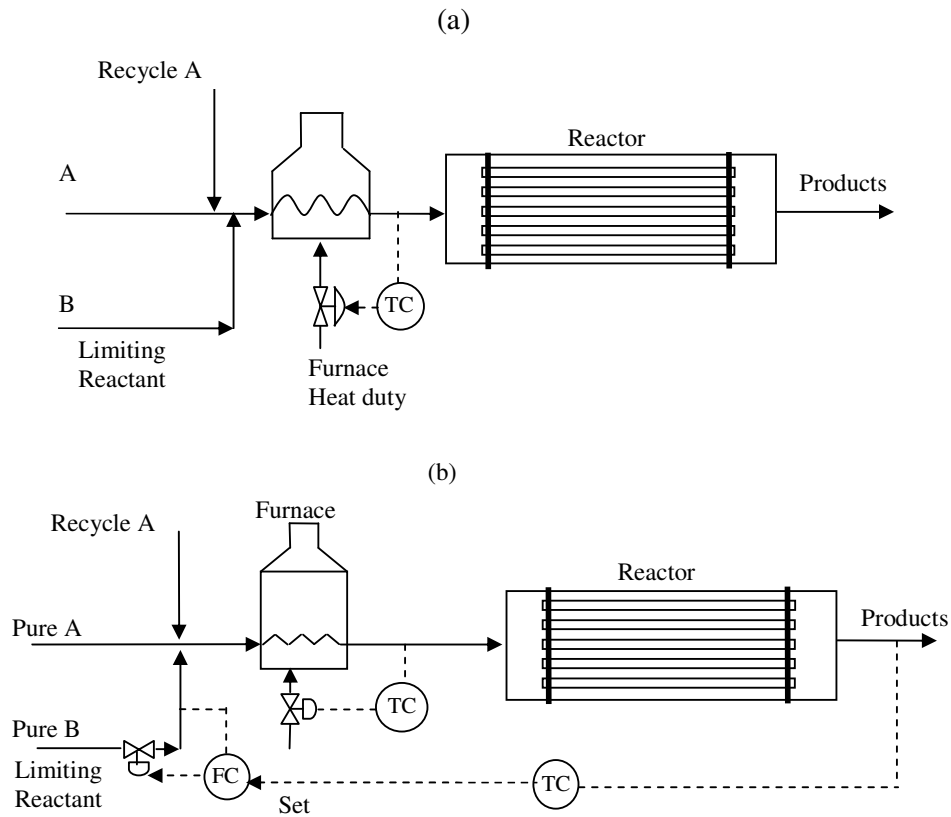 (a)
Recycle A
Reactor
A
Products
B
TC
Limiting
Reactant
Furnace
Heat duty
(b)
Furnace
Recycle A
Reactor
Pure A
Products
TC
Pure B
Limiting
Reactant
FC
TC
Set